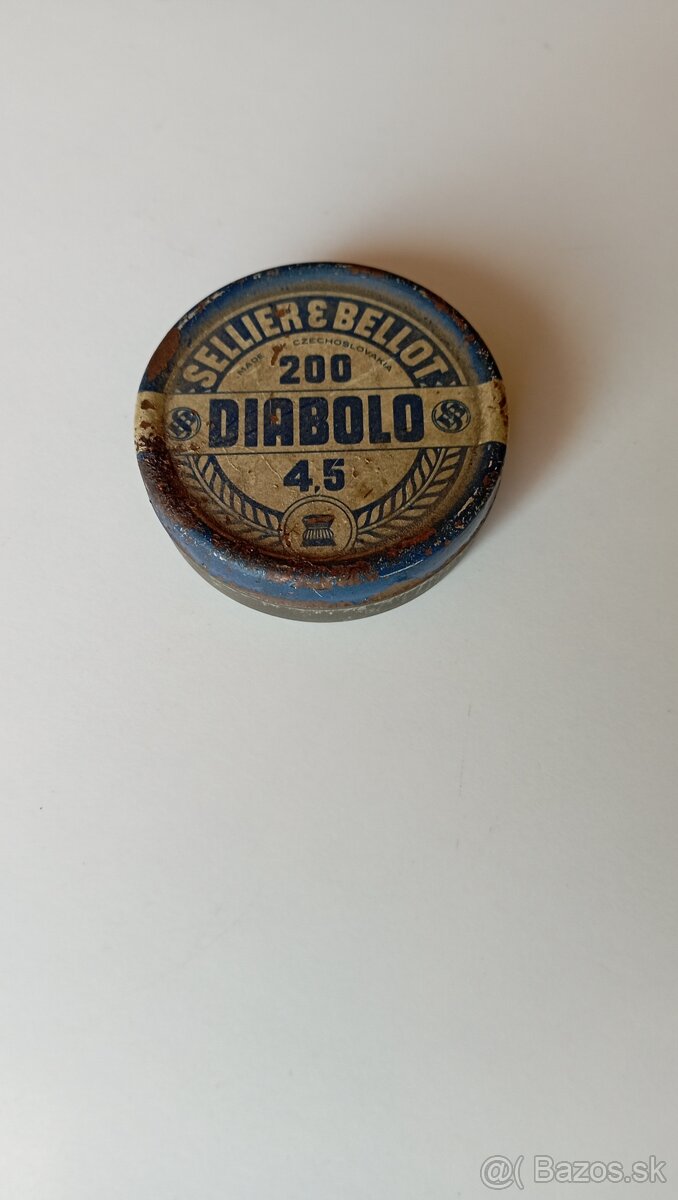 SELLIER & BELLOT
MADE IN CZECHOSLOVAKIA
200
DIABOLO
4,5
@( Bazos.sk